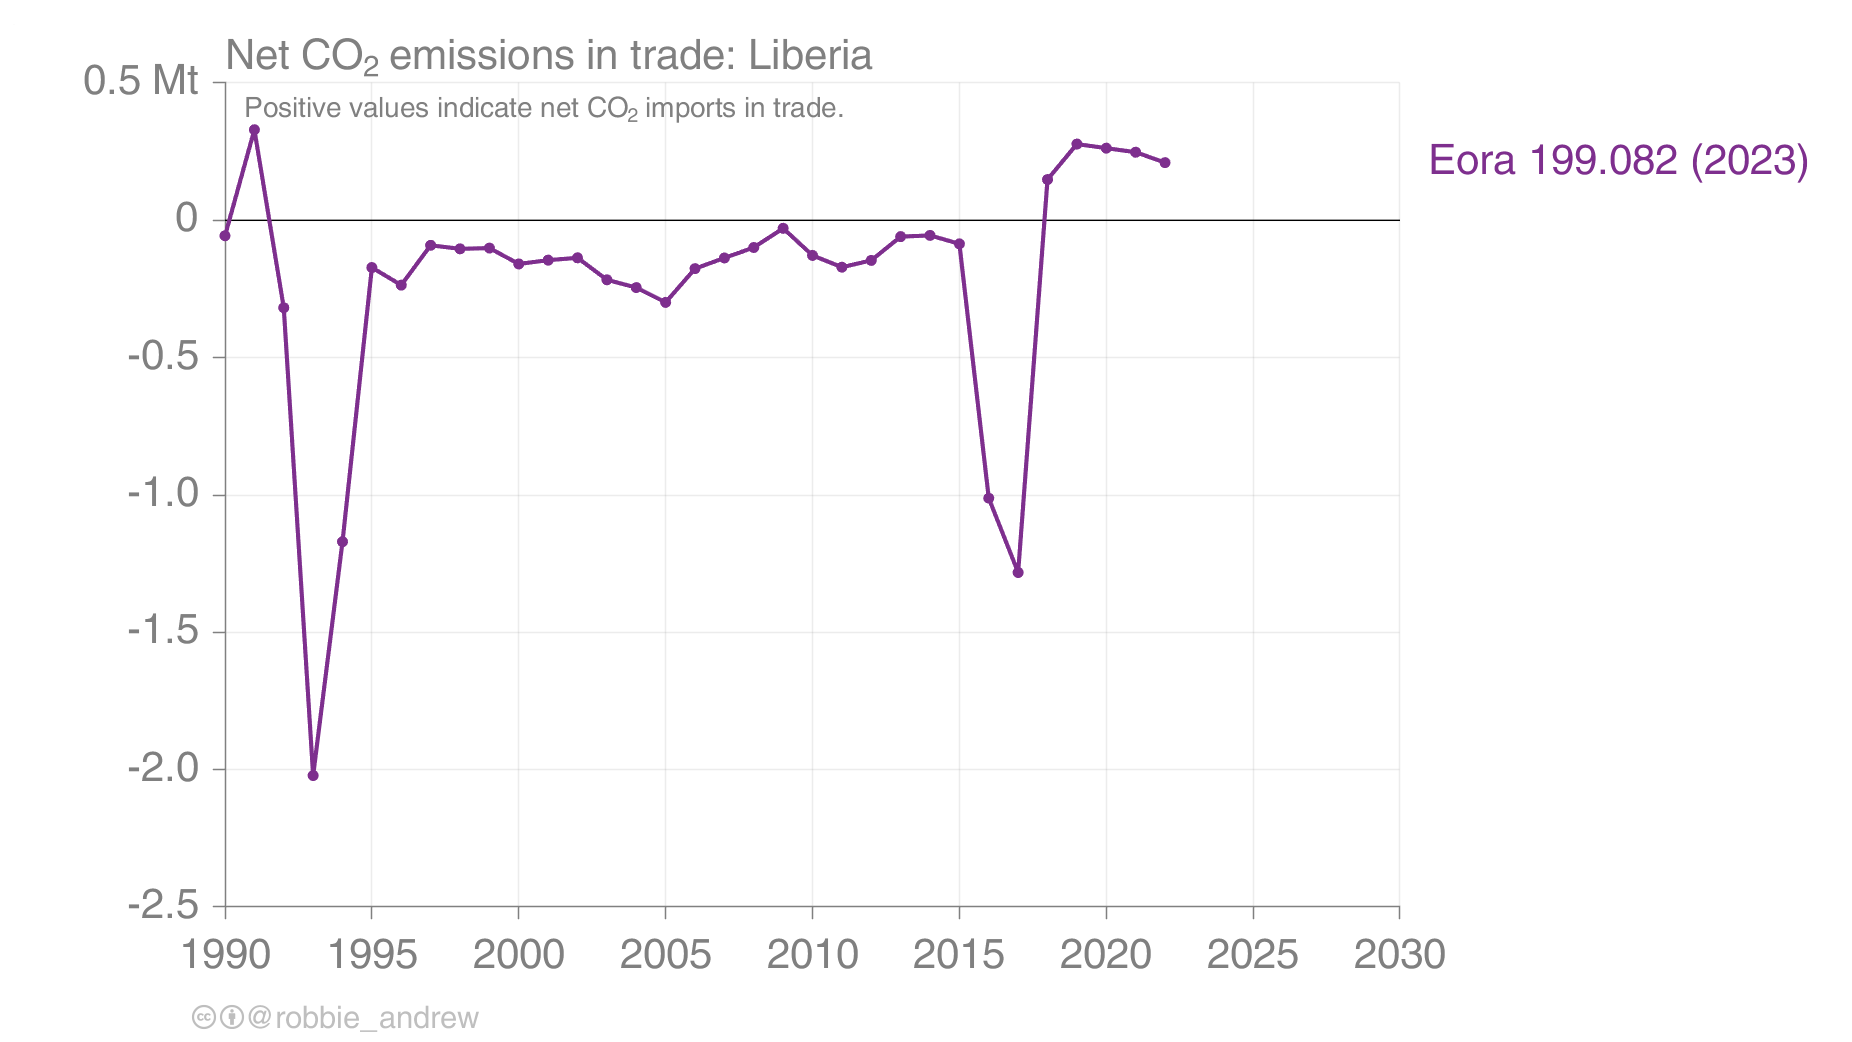 Net CO₂ emissions in trade: Liberia
0.5 Mt
Positive values indicate net CO₂ imports in trade.
Eora 199.082 (2023)
0
-0.5
-1.0
-1.5
-2.0
-2.5
1990 1995 2000 2005 2010 2015 2020 2025 2030
@robbie_andrew